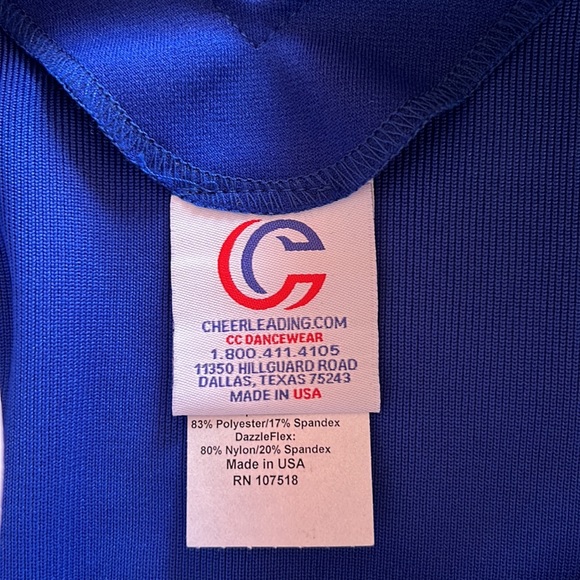 CHEERLEADING.COM
CC DANCEWEAR
1.800.411.4105
11350 HILLGUARD ROAD
DALLAS, TEXAS 75243
MADE IN USA
83% Polyester/17% Spandex
DazzleFlex:
80% Nylon/20% Spandex
Made in USA
RN 107518